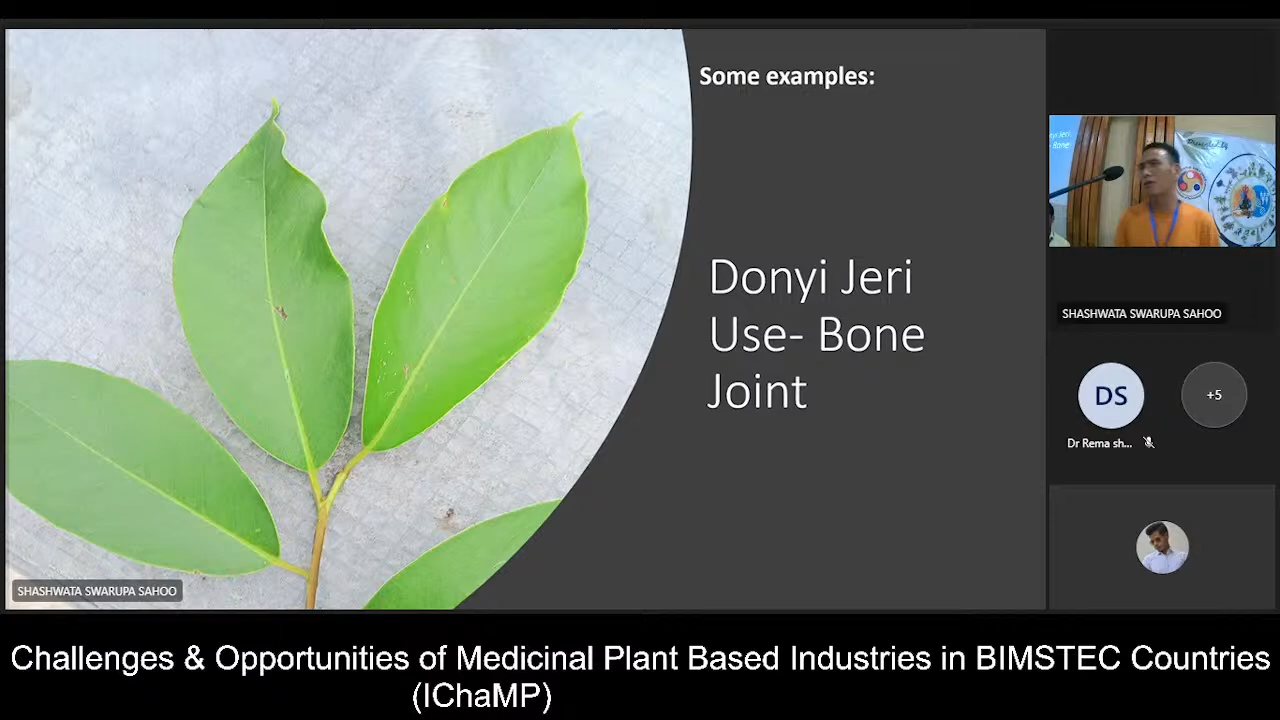 Some examples:
Donyi Jeri
Use- Bone
Joint
SHASHWATA SWARUPA SAHOO
SHASHWATA SWARUPA SAHOO
DS
+5
Dr Rema sh...
Challenges & Opportunities of Medicinal Plant Based Industries in BIMSTEC Countries
(IChaMP)